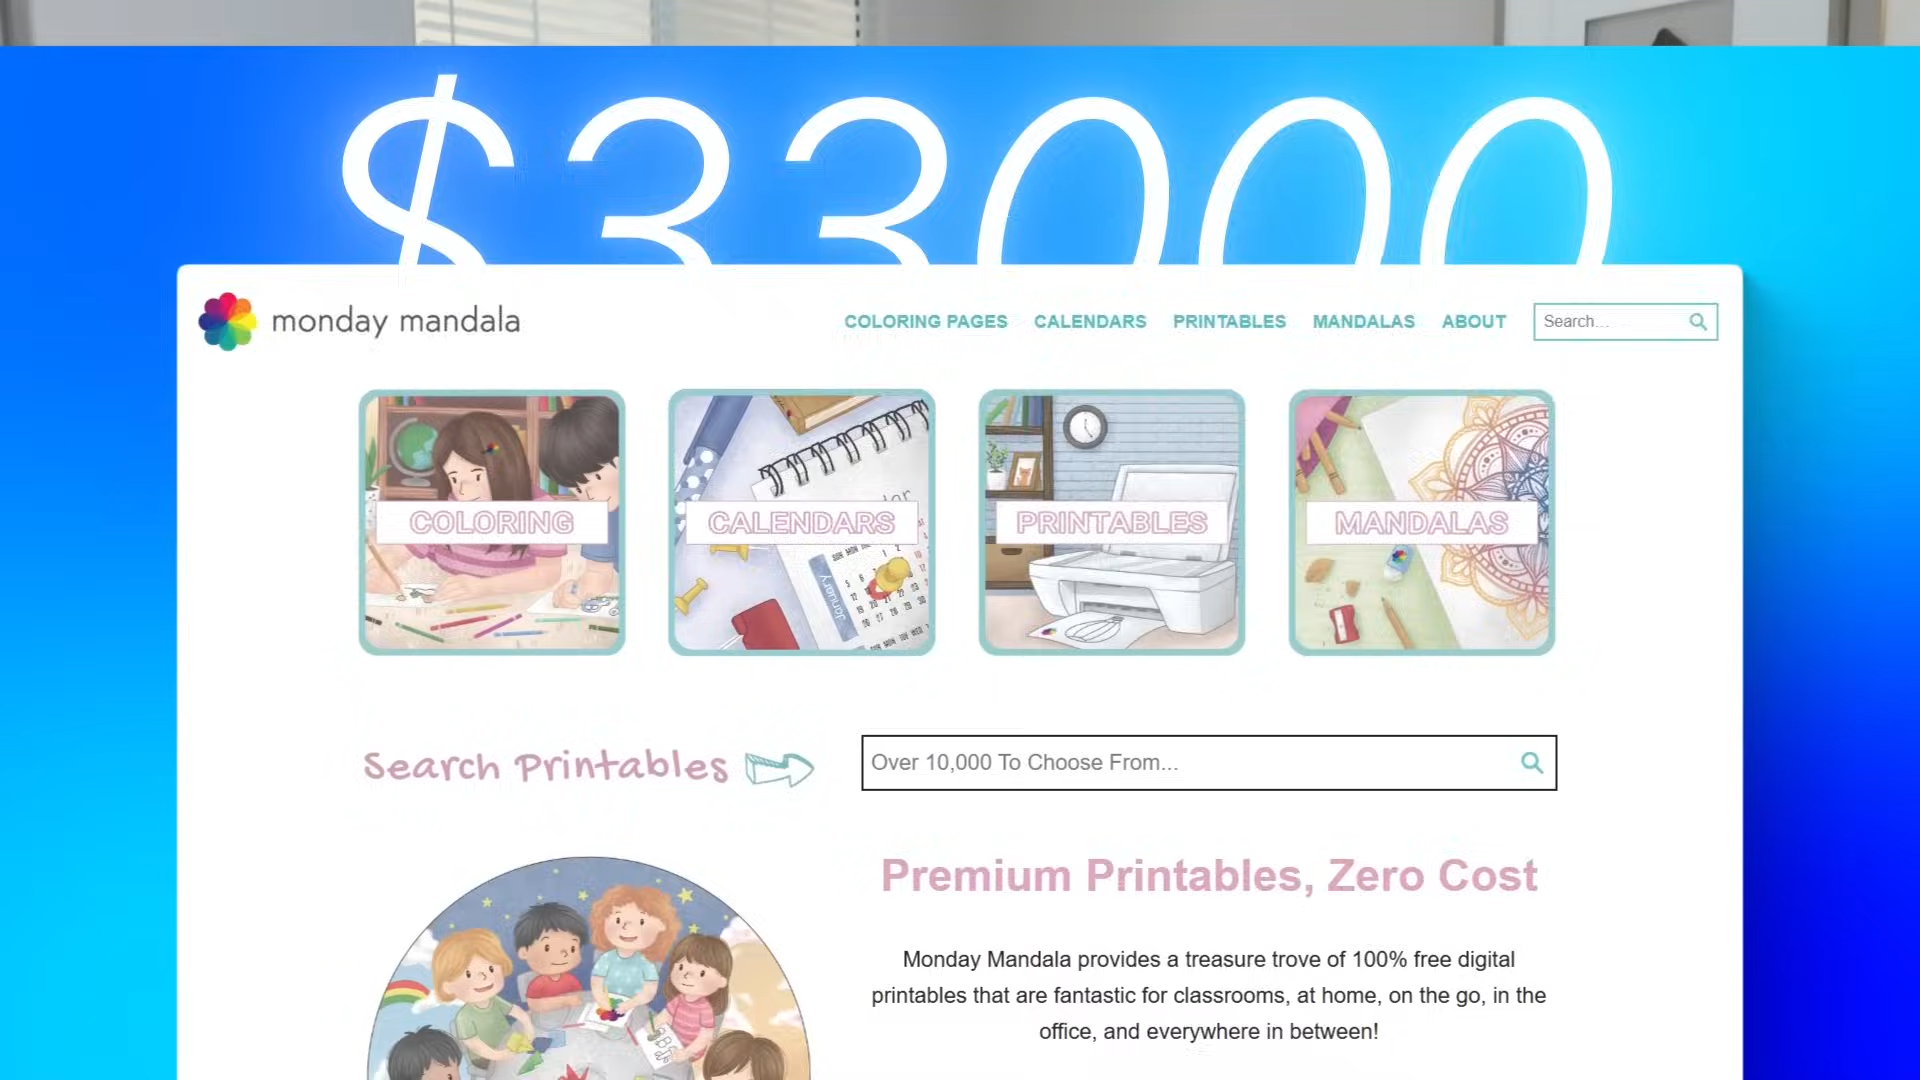 $33000
monday mandala
COLORING PAGES CALENDARS PRINTABLES MANDALAS ABOUT Search...
COLORING CALENDARS PRINTABLES MANDALAS
January
Search Printables
Over 10,000 To Choose From...
Premium Printables, Zero Cost
Monday Mandala provides a treasure trove of 100% free digital
printables that are fantastic for classrooms, at home, on the go, in the
office, and everywhere in between!